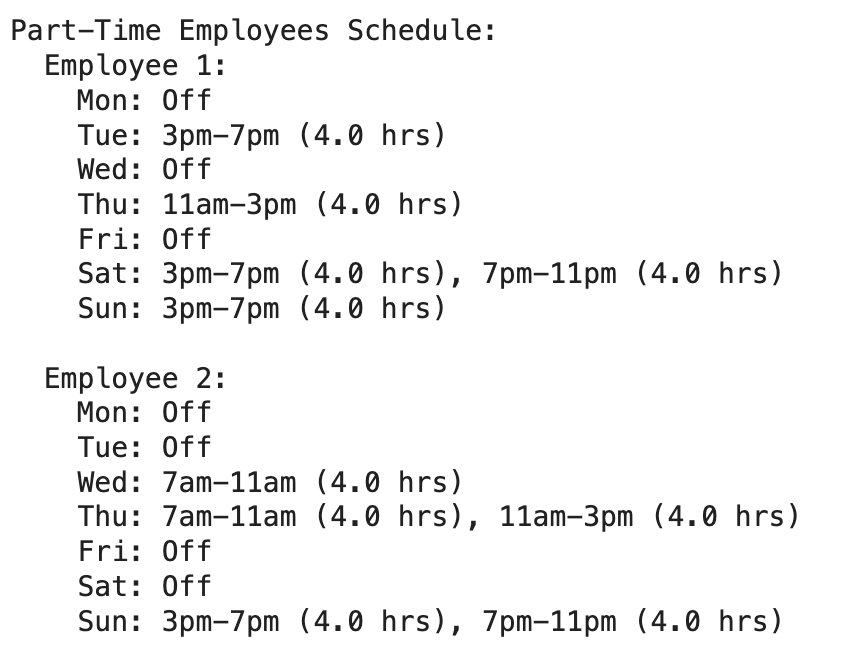 Part-Time Employees Schedule:
  Employee 1:
    Mon: Off
    Tue: 3pm-7pm (4.0 hrs)
    Wed: Off
    Thu: 11am-3pm (4.0 hrs)
    Fri: Off
    Sat: 3pm-7pm (4.0 hrs), 7pm-11pm (4.0 hrs)
    Sun: 3pm-7pm (4.0 hrs)

  Employee 2:
    Mon: Off
    Tue: Off
    Wed: 7am-11am (4.0 hrs)
    Thu: 7am-11am (4.0 hrs), 11am-3pm (4.0 hrs)
    Fri: Off
    Sat: Off
    Sun: 3pm-7pm (4.0 hrs), 7pm-11pm (4.0 hrs)